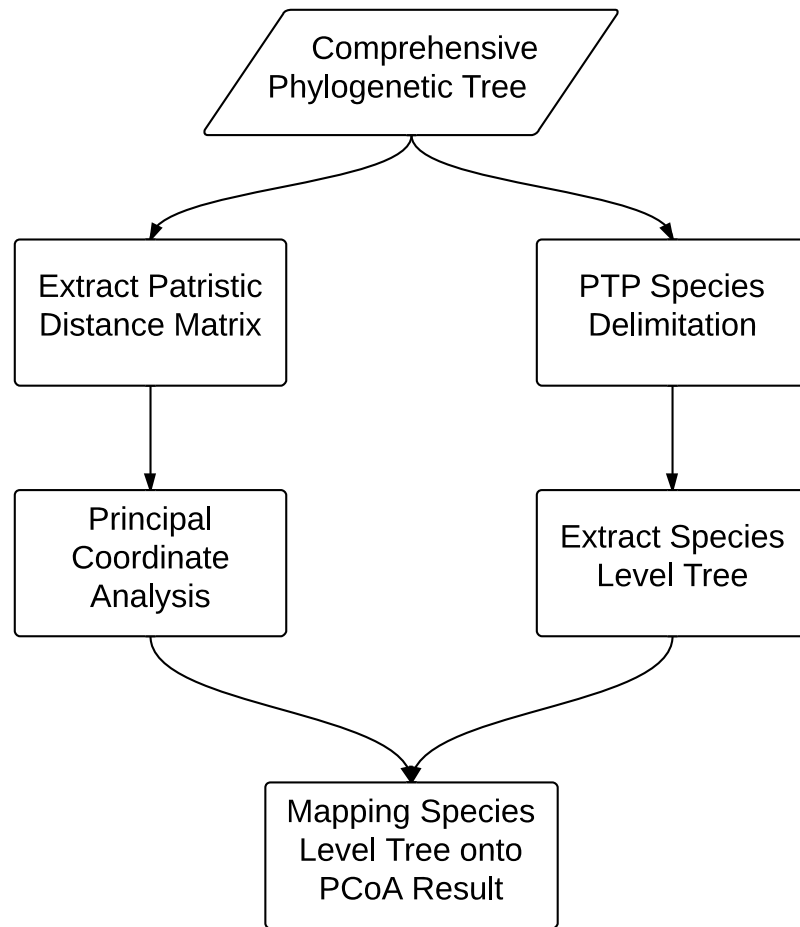 Comprehensive
Phylogenetic Tree
Extract Patristic
Distance Matrix
PTP Species
Delimitation
Principal
Coordinate
Analysis
Extract Species
Level Tree
Mapping Species
Level Tree onto
PCoA Result